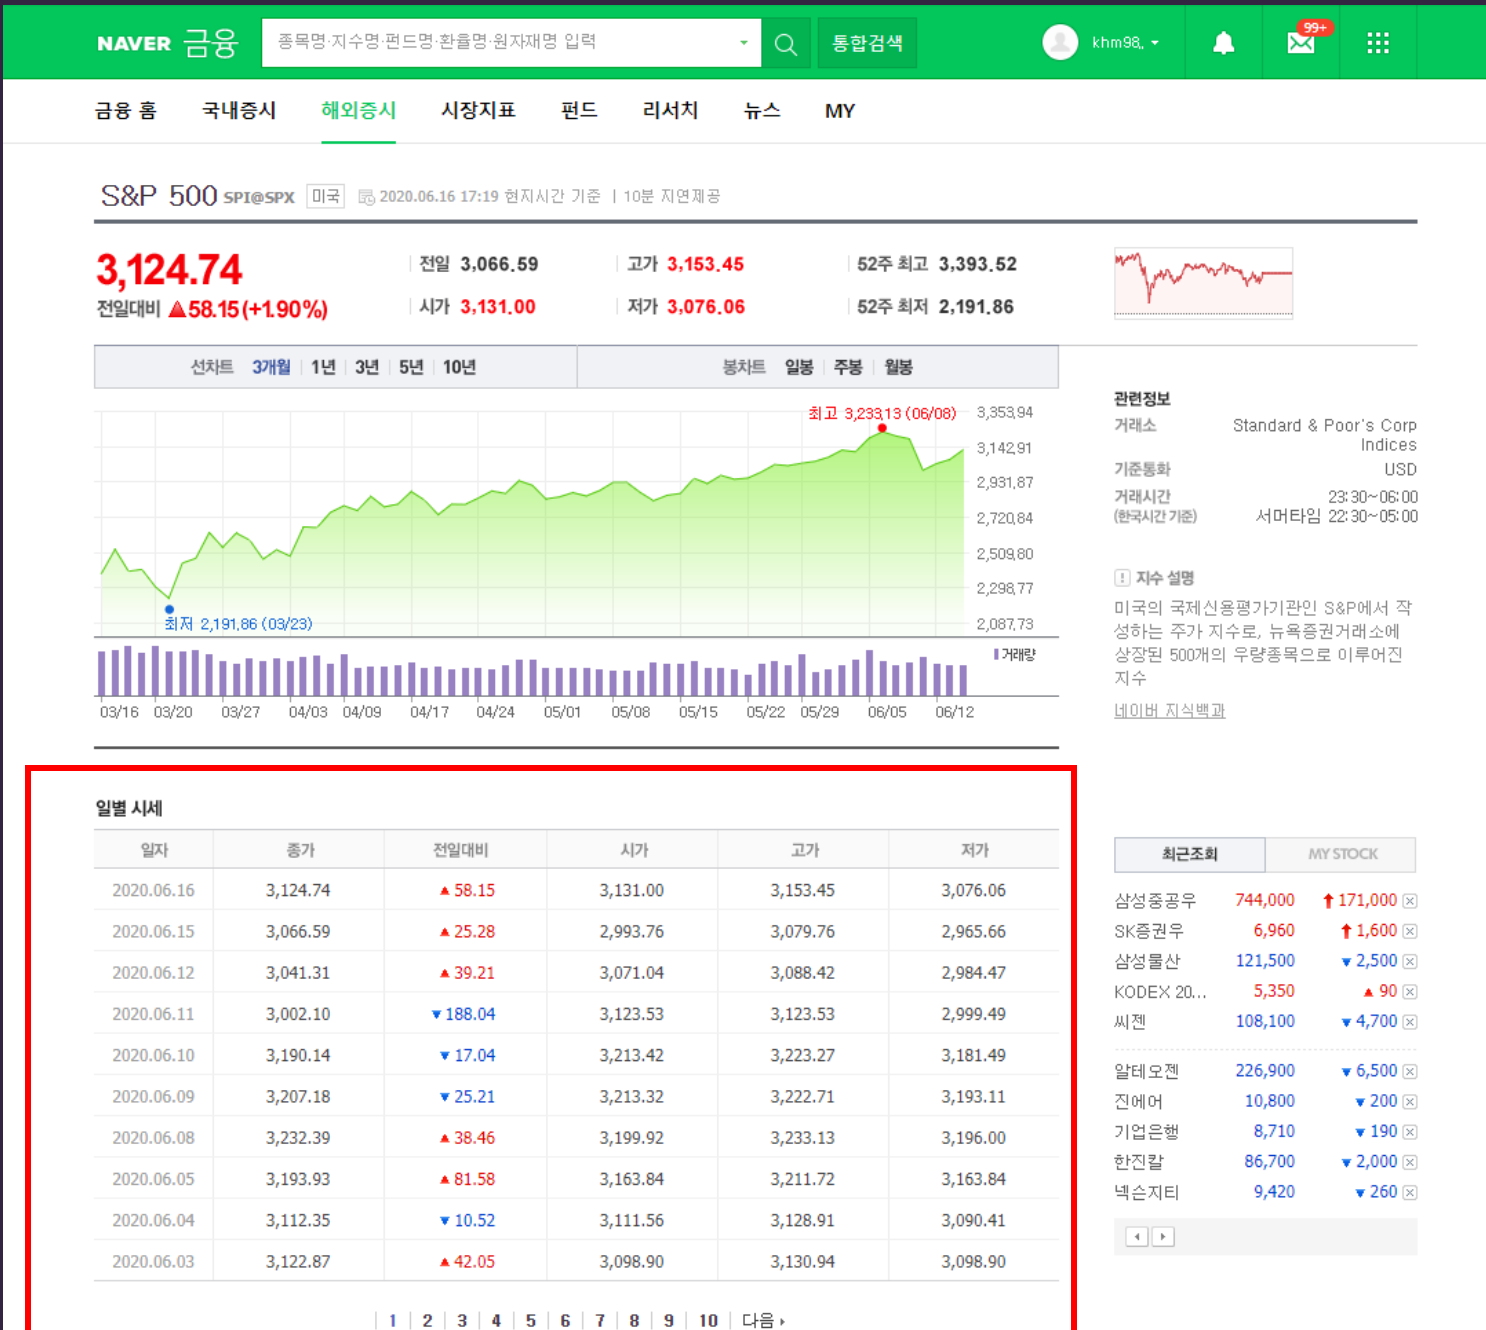 NAVER 금융 종목명·지수명·펀드명·환율명·원자재명 입력 통합검색 khm98,, 99+
금융 홈 국내증시 해외증시 시장지표 펀드 리서치 뉴스 MY
S&P 500 SPI@SPX 미국 2020.06.16 17:19 현지시간 기준 | 10분 지연제공
3,124.74
전일대비 ▲58.15(+1.90%)
전일 3,066.59 고가 3,153.45 52주 최고 3,393.52
시가 3,131.00 저가 3,076.06 52주 최저 2,191.86
선차트 3개월 1년 3년 5년 10년 봉차트 일봉 주봉 월봉
최고 3,233,13 (06/08) 3,353,94
3,142,91
2,931,87
2,720,84
2,509,80
2,298,77
최저 2,191,86 (03/23) 2,087,73
거래량
03/16 03/20 03/27 04/03 04/09 04/17 04/24 05/01 05/08 05/15 05/22 05/29 06/05 06/12
관련정보
거래소 Standard & Poor's Corp
Indices
기준통화 USD
거래시간 23:30~06:00
(한국시간 기준) 서머타임 22:30~05:00
! 지수 설명
미국의 국제신용평가기관인 S&P에서 작
성하는 주가 지수로, 뉴욕증권거래소에
상장된 500개의 우량종목으로 이루어진
지수
네이버 지식백과
일별 시세
일자 종가 전일대비 시가 고가 저가
2020.06.16 3,124.74 ▲58.15 3,131.00 3,153.45 3,076.06
2020.06.15 3,066.59 ▲25.28 2,993.76 3,079.76 2,965.66
2020.06.12 3,041.31 ▲39.21 3,071.04 3,088.42 2,984.47
2020.06.11 3,002.10 ▼188.04 3,123.53 3,123.53 2,999.49
2020.06.10 3,190.14 ▼17.04 3,213.42 3,223.27 3,181.49
2020.06.09 3,207.18 ▼25.21 3,213.32 3,222.71 3,193.11
2020.06.08 3,232.39 ▲38.46 3,199.92 3,233.13 3,196.00
2020.06.05 3,193.93 ▲81.58 3,163.84 3,211.72 3,163.84
2020.06.04 3,112.35 ▼10.52 3,111.56 3,128.91 3,090.41
2020.06.03 3,122.87 ▲42.05 3,098.90 3,130.94 3,098.90
1 2 3 4 5 6 7 8 9 10 다음
최근조회 MY STOCK
삼성중공우 744,000 ↑171,000
SK증권우 6,960 ↑1,600
삼성물산 121,500 ▼2,500
KODEX 20... 5,350 ▲90
씨젠 108,100 ▼4,700
알테오젠 226,900 ▼6,500
진에어 10,800 ▼200
기업은행 8,710 ▼190
한진칼 86,700 ▼2,000
넥슨지티 9,420 ▼260